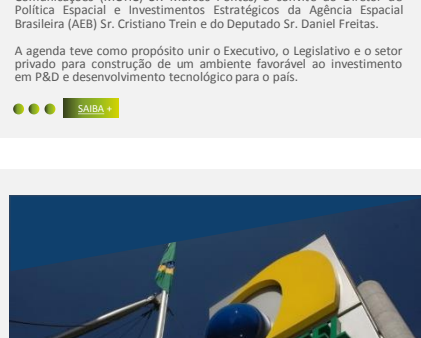 Política Espacial e Investimentos Estratégicos da Agência Espacial
Brasileira (AEB) Sr. Cristiano Trein e do Deputado Sr. Daniel Freitas.
A agenda teve como propósito unir o Executivo, o Legislativo e o setor
privado para construção de um ambiente favorável ao investimento
em P&D e desenvolvimento tecnológico para o país.
SAIBA +